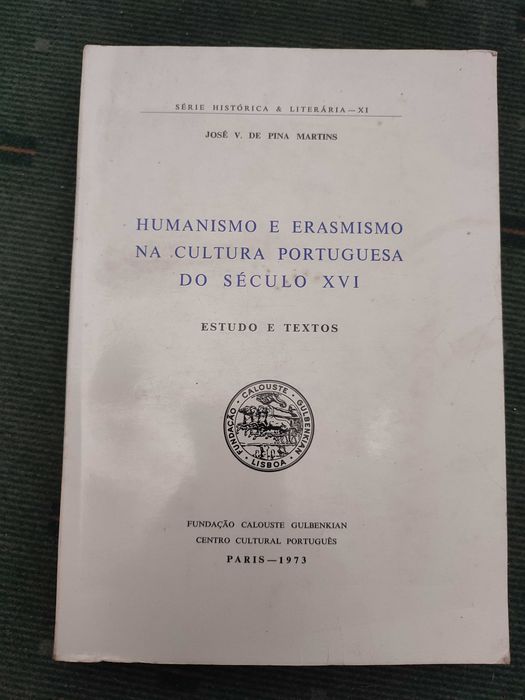 SÉRIE HISTÓRICA & LITERÁRIA — XI
JOSÉ V. DE PINA MARTINS
HUMANISMO E ERASMISMO
NA CULTURA PORTUGUESA
DO SÉCULO XVI
ESTUDO E TEXTOS
FUNDAÇÃO · CALOUSTE · GULBENKIAN · LISBOA ·
FUNDAÇÃO CALOUSTE GULBENKIAN
CENTRO CULTURAL PORTUGUÊS
PARIS — 1973